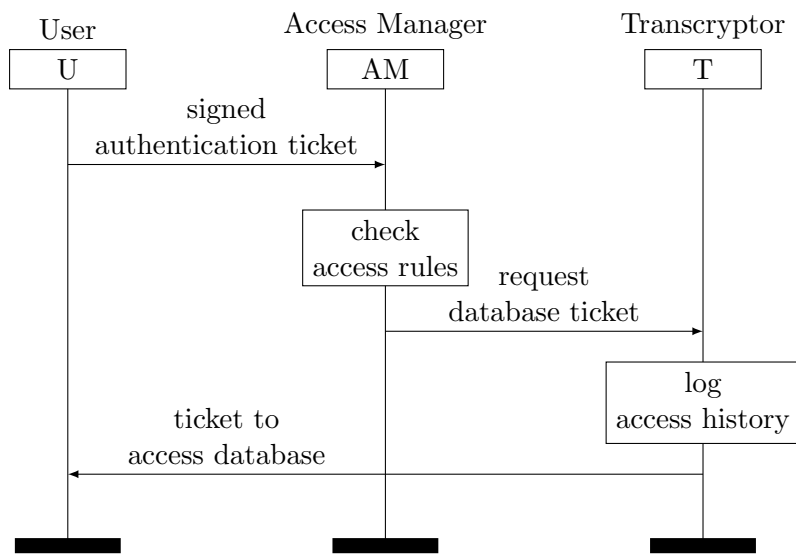 User
Access Manager
Transcryptor
U
AM
T
signed
authentication ticket
check
access rules
request
database ticket
log
access history
ticket to
access database